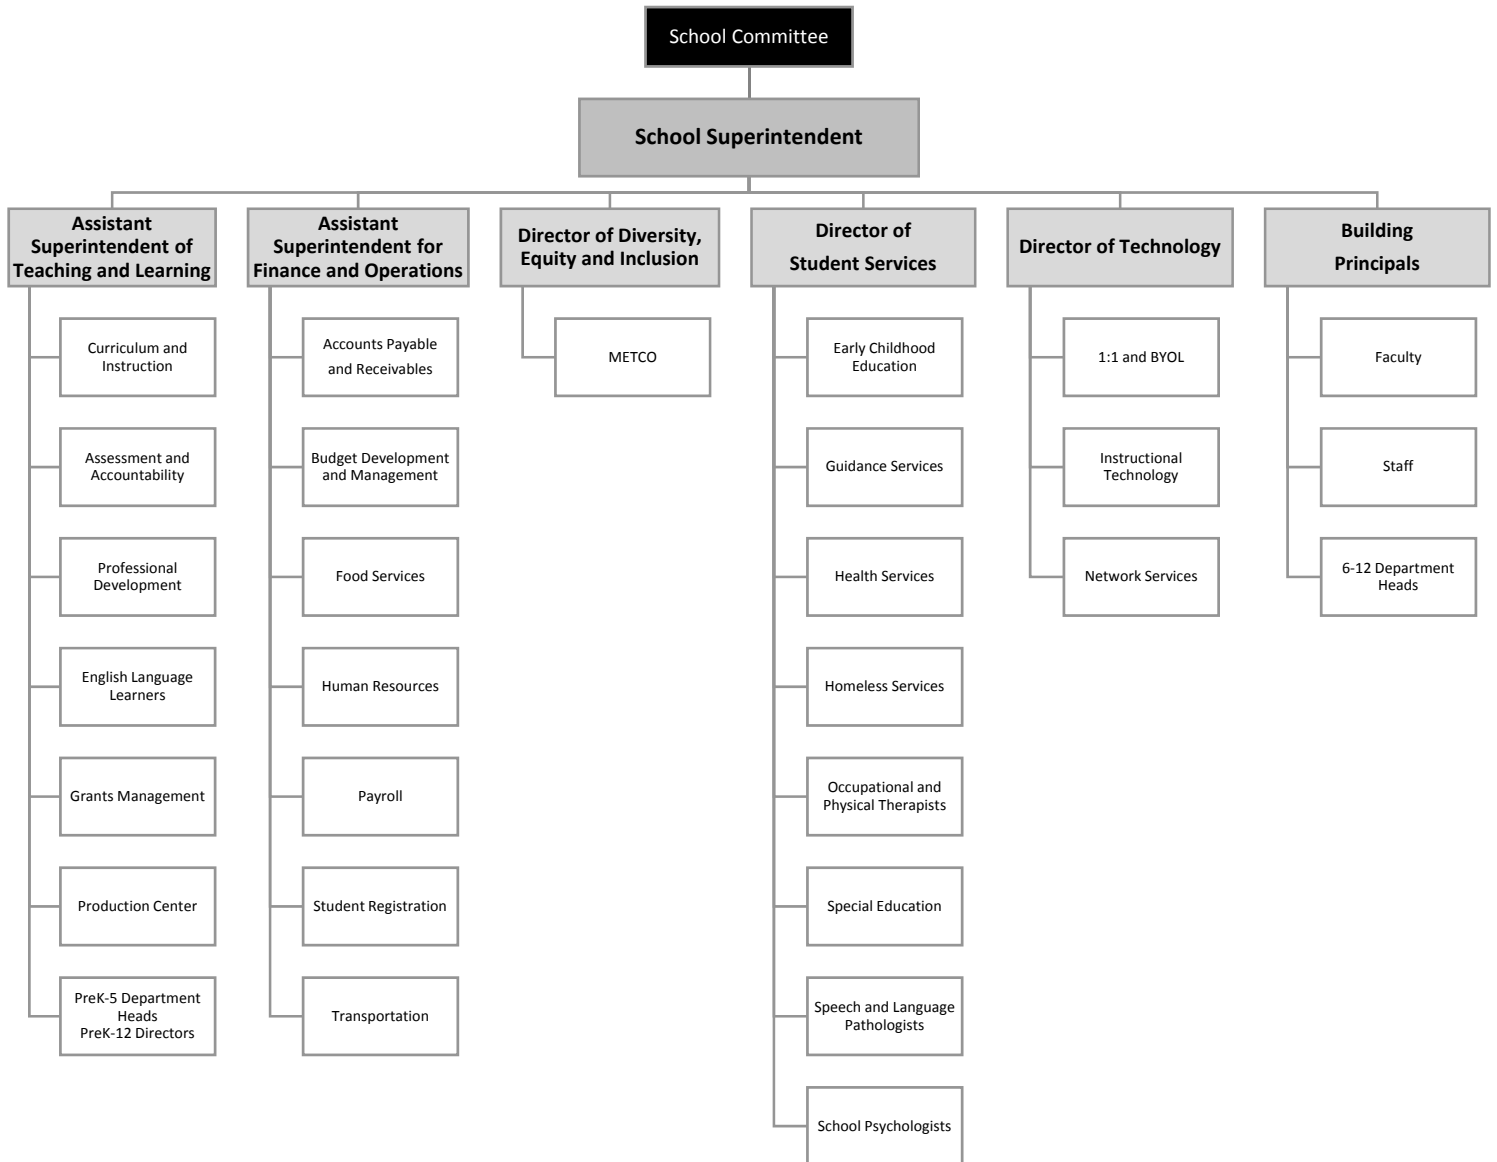 School Committee
School Superintendent
Assistant
Superintendent of
Teaching and Learning
Curriculum and
Instruction
Assessment and
Accountability
Professional
Development
English Language
Learners
Grants Management
Production Center
PreK-5 Department
Heads
PreK-12 Directors
Assistant
Superintendent for
Finance and Operations
Accounts Payable
and Receivables
Budget Development
and Management
Food Services
Human Resources
Payroll
Student Registration
Transportation
Director of Diversity,
Equity and Inclusion
METCO
Director of
Student Services
Early Childhood
Education
Guidance Services
Health Services
Homeless Services
Occupational and
Physical Therapists
Special Education
Speech and Language
Pathologists
School Psychologists
Director of Technology
1:1 and BYOL
Instructional
Technology
Network Services
Building
Principals
Faculty
Staff
6-12 Department
Heads